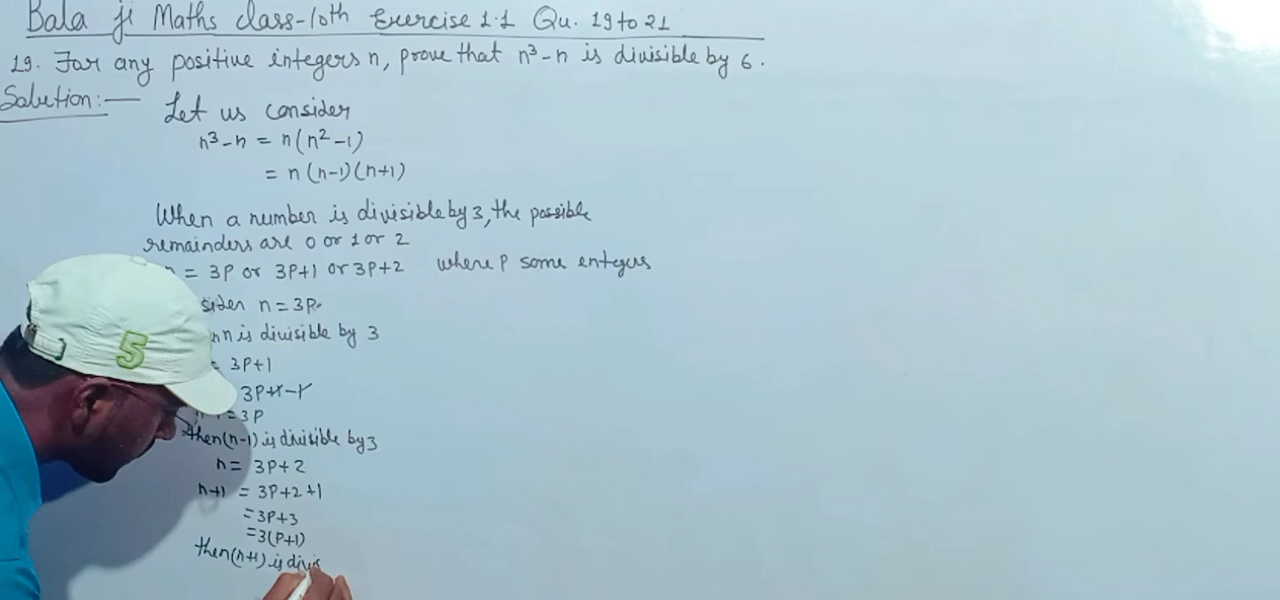 Bala ji Maths class-10th Exercise 1.1 Qu. 19 to 21
19. For any positive integers n, prove that n³-n is divisible by 6.
Solution:—
Let us consider
n³-n = n(n²-1)
= n(n-1)(n+1)
When a number is divisible by 3, the possible
remainders are 0 or 1 or 2
= 3P or 3P+1 or 3P+2 where P some entegers
n = 3P
n is divisible by 3
3P+1
3P+1-1
=3P
then (n-1) is divisible by 3
n = 3P+2
n+1 = 3P+2+1
=3P+3
=3(P+1)
then (n+1) is divis
5